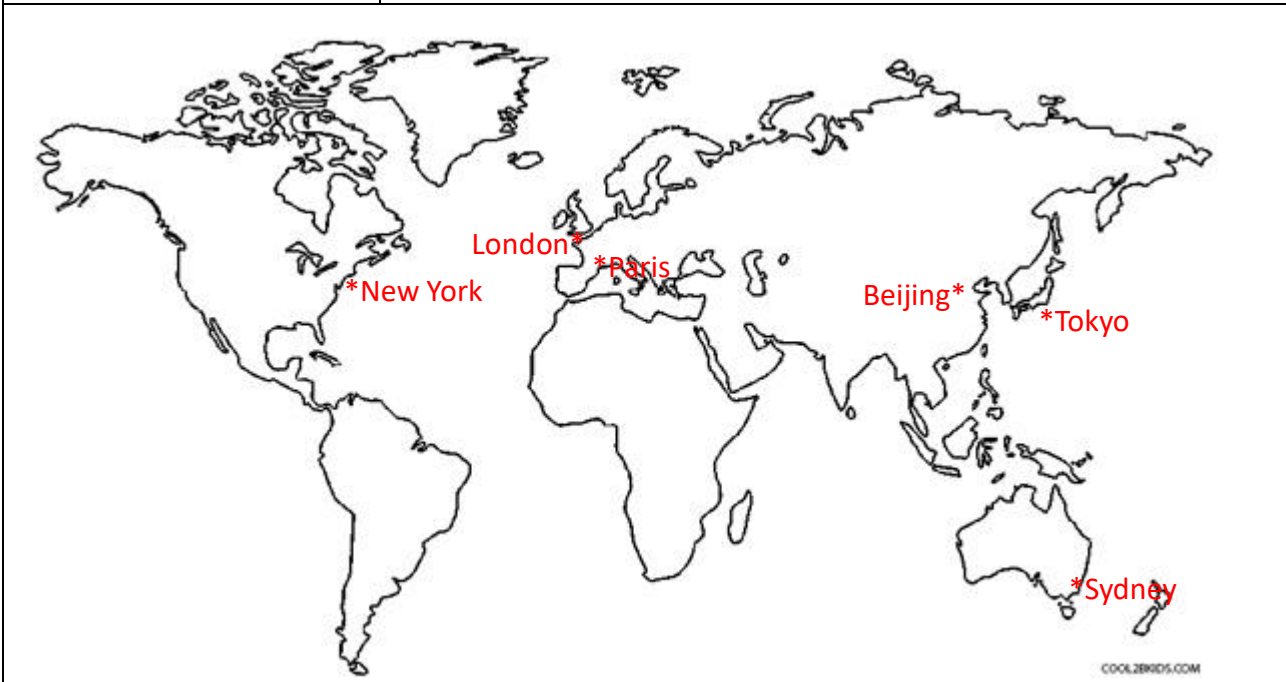 London*
*Paris
*New York
Beijing*
*Tokyo
*Sydney
COOL2BKIDS.COM